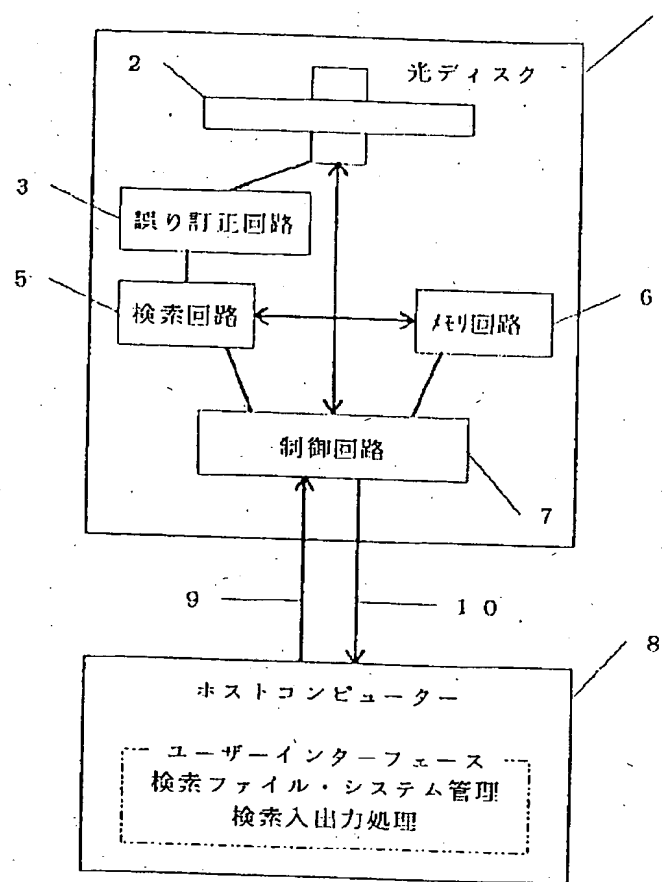 光ディスク
2
3
誤り訂正回路
5
検索回路
メモリ回路
6
制御回路
7
9
10
8
ホストコンピューター
ユーザーインターフェース
検索ファイル・システム管理
検索入出力処理